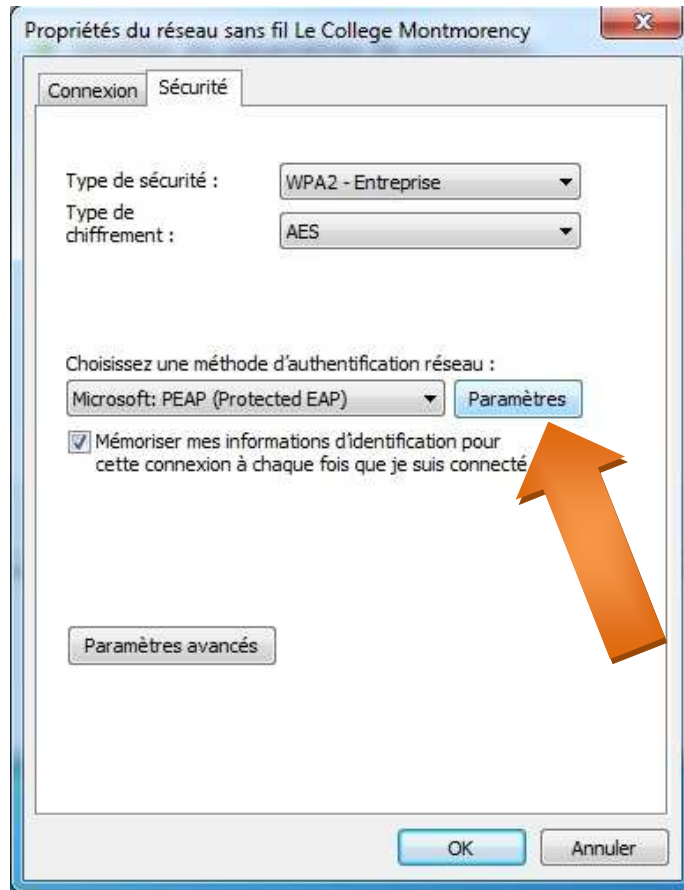 Propriétés du réseau sans fil Le College Montmorency
Connexion
Sécurité
Type de sécurité :
WPA2 - Entreprise
Type de
chiffrement :
AES
Choisissez une méthode d'authentification réseau :
Microsoft: PEAP (Protected EAP)
Paramètres
Mémoriser mes informations d'identification pour
cette connexion à chaque fois que je suis connecté
Paramètres avancés
OK
Annuler